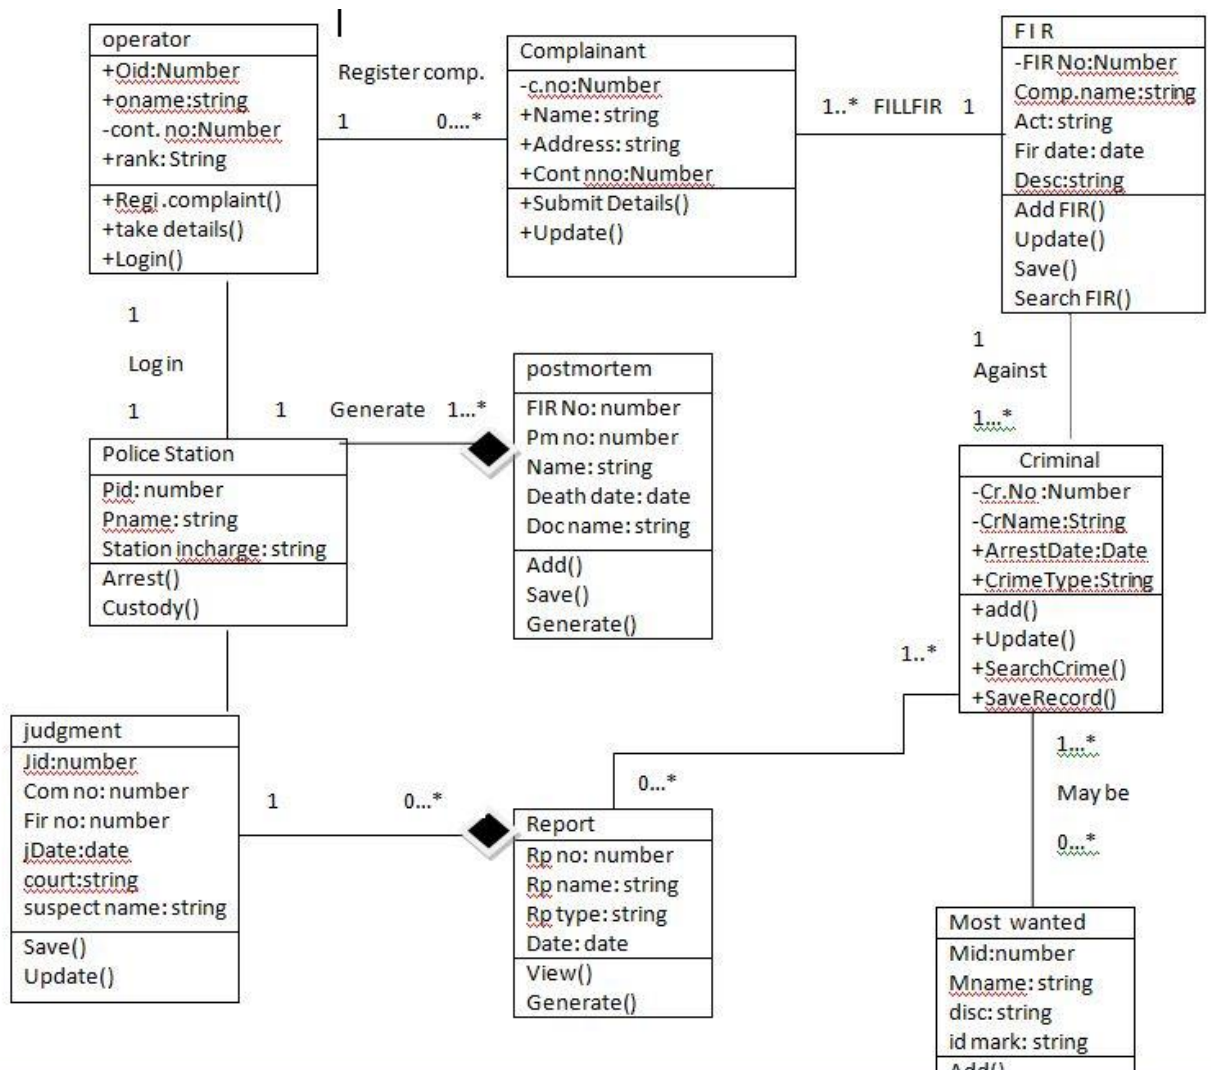 operator
+Oid:Number
+oname:string
-cont. no:Number
+rank: String
+Regi .complaint()
+take details()
+Login()
Register comp.
1
0....*
Complainant
-c.no:Number
+Name: string
+Address: string
+Cont nno:Number
+Submit Details()
+Update()
1..* FILLFIR 1
F I R
-FIR No:Number
Comp.name:string
Act: string
Fir date: date
Desc:string
Add FIR()
Update()
Save()
Search FIR()
1
Log in
1
1 Generate 1...*
postmortem
FIR No: number
Pm no: number
Name: string
Death date: date
Doc name: string
Add()
Save()
Generate()
1
Against
1...*
Police Station
Pid: number
Pname: string
Station incharge: string
Arrest()
Custody()
Criminal
-Cr.No :Number
-CrName:String
+ArrestDate:Date
+CrimeType:String
+add()
+Update()
+SearchCrime()
+SaveRecord()
1..*
0...*
judgment
Jid:number
Com no: number
Fir no: number
jDate:date
court:string
suspect name: string
Save()
Update()
1
0...*
Report
Rp no: number
Rp name: string
Rp type: string
Date: date
View()
Generate()
1...*
May be
0...*
Most wanted
Mid:number
Mname: string
disc: string
id mark: string
Add()